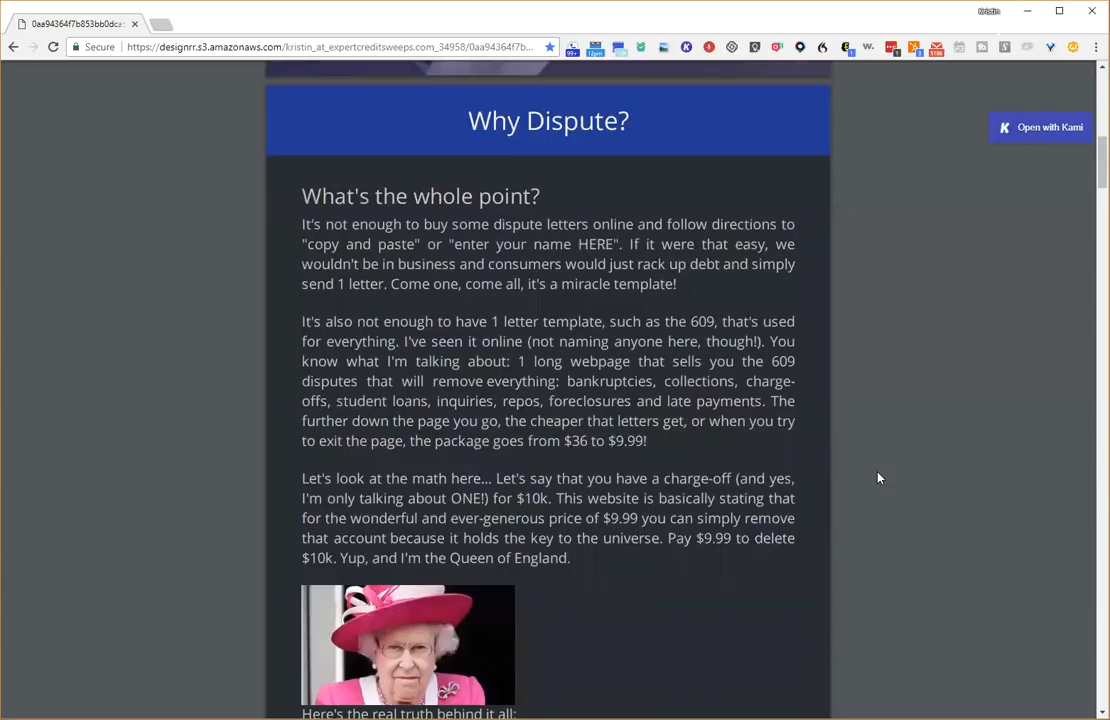 Kristin
0aa94364f7b853bb0dca
Secure
https://designrr.s3.amazonaws.com/kristin_at_expertcreditsweeps.com_34958/0aa94364f7b...
Why Dispute?
Open with Kami
What's the whole point?
It's not enough to buy some dispute letters online and follow directions to
"copy and paste" or "enter your name HERE". If it were that easy, we
wouldn't be in business and consumers would just rack up debt and simply
send 1 letter. Come one, come all, it's a miracle template!
It's also not enough to have 1 letter template, such as the 609, that's used
for everything. I've seen it online (not naming anyone here, though!). You
know what I'm talking about: 1 long webpage that sells you the 609
disputes that will remove everything: bankruptcies, collections, charge-
offs, student loans, inquiries, repos, foreclosures and late payments. The
further down the page you go, the cheaper that letters get, or when you try
to exit the page, the package goes from $36 to $9.99!
Let's look at the math here... Let's say that you have a charge-off (and yes,
I'm only talking about ONE!) for $10k. This website is basically stating that
for the wonderful and ever-generous price of $9.99 you can simply remove
that account because it holds the key to the universe. Pay $9.99 to delete
$10k. Yup, and I'm the Queen of England.
Here's the real truth behind it all: